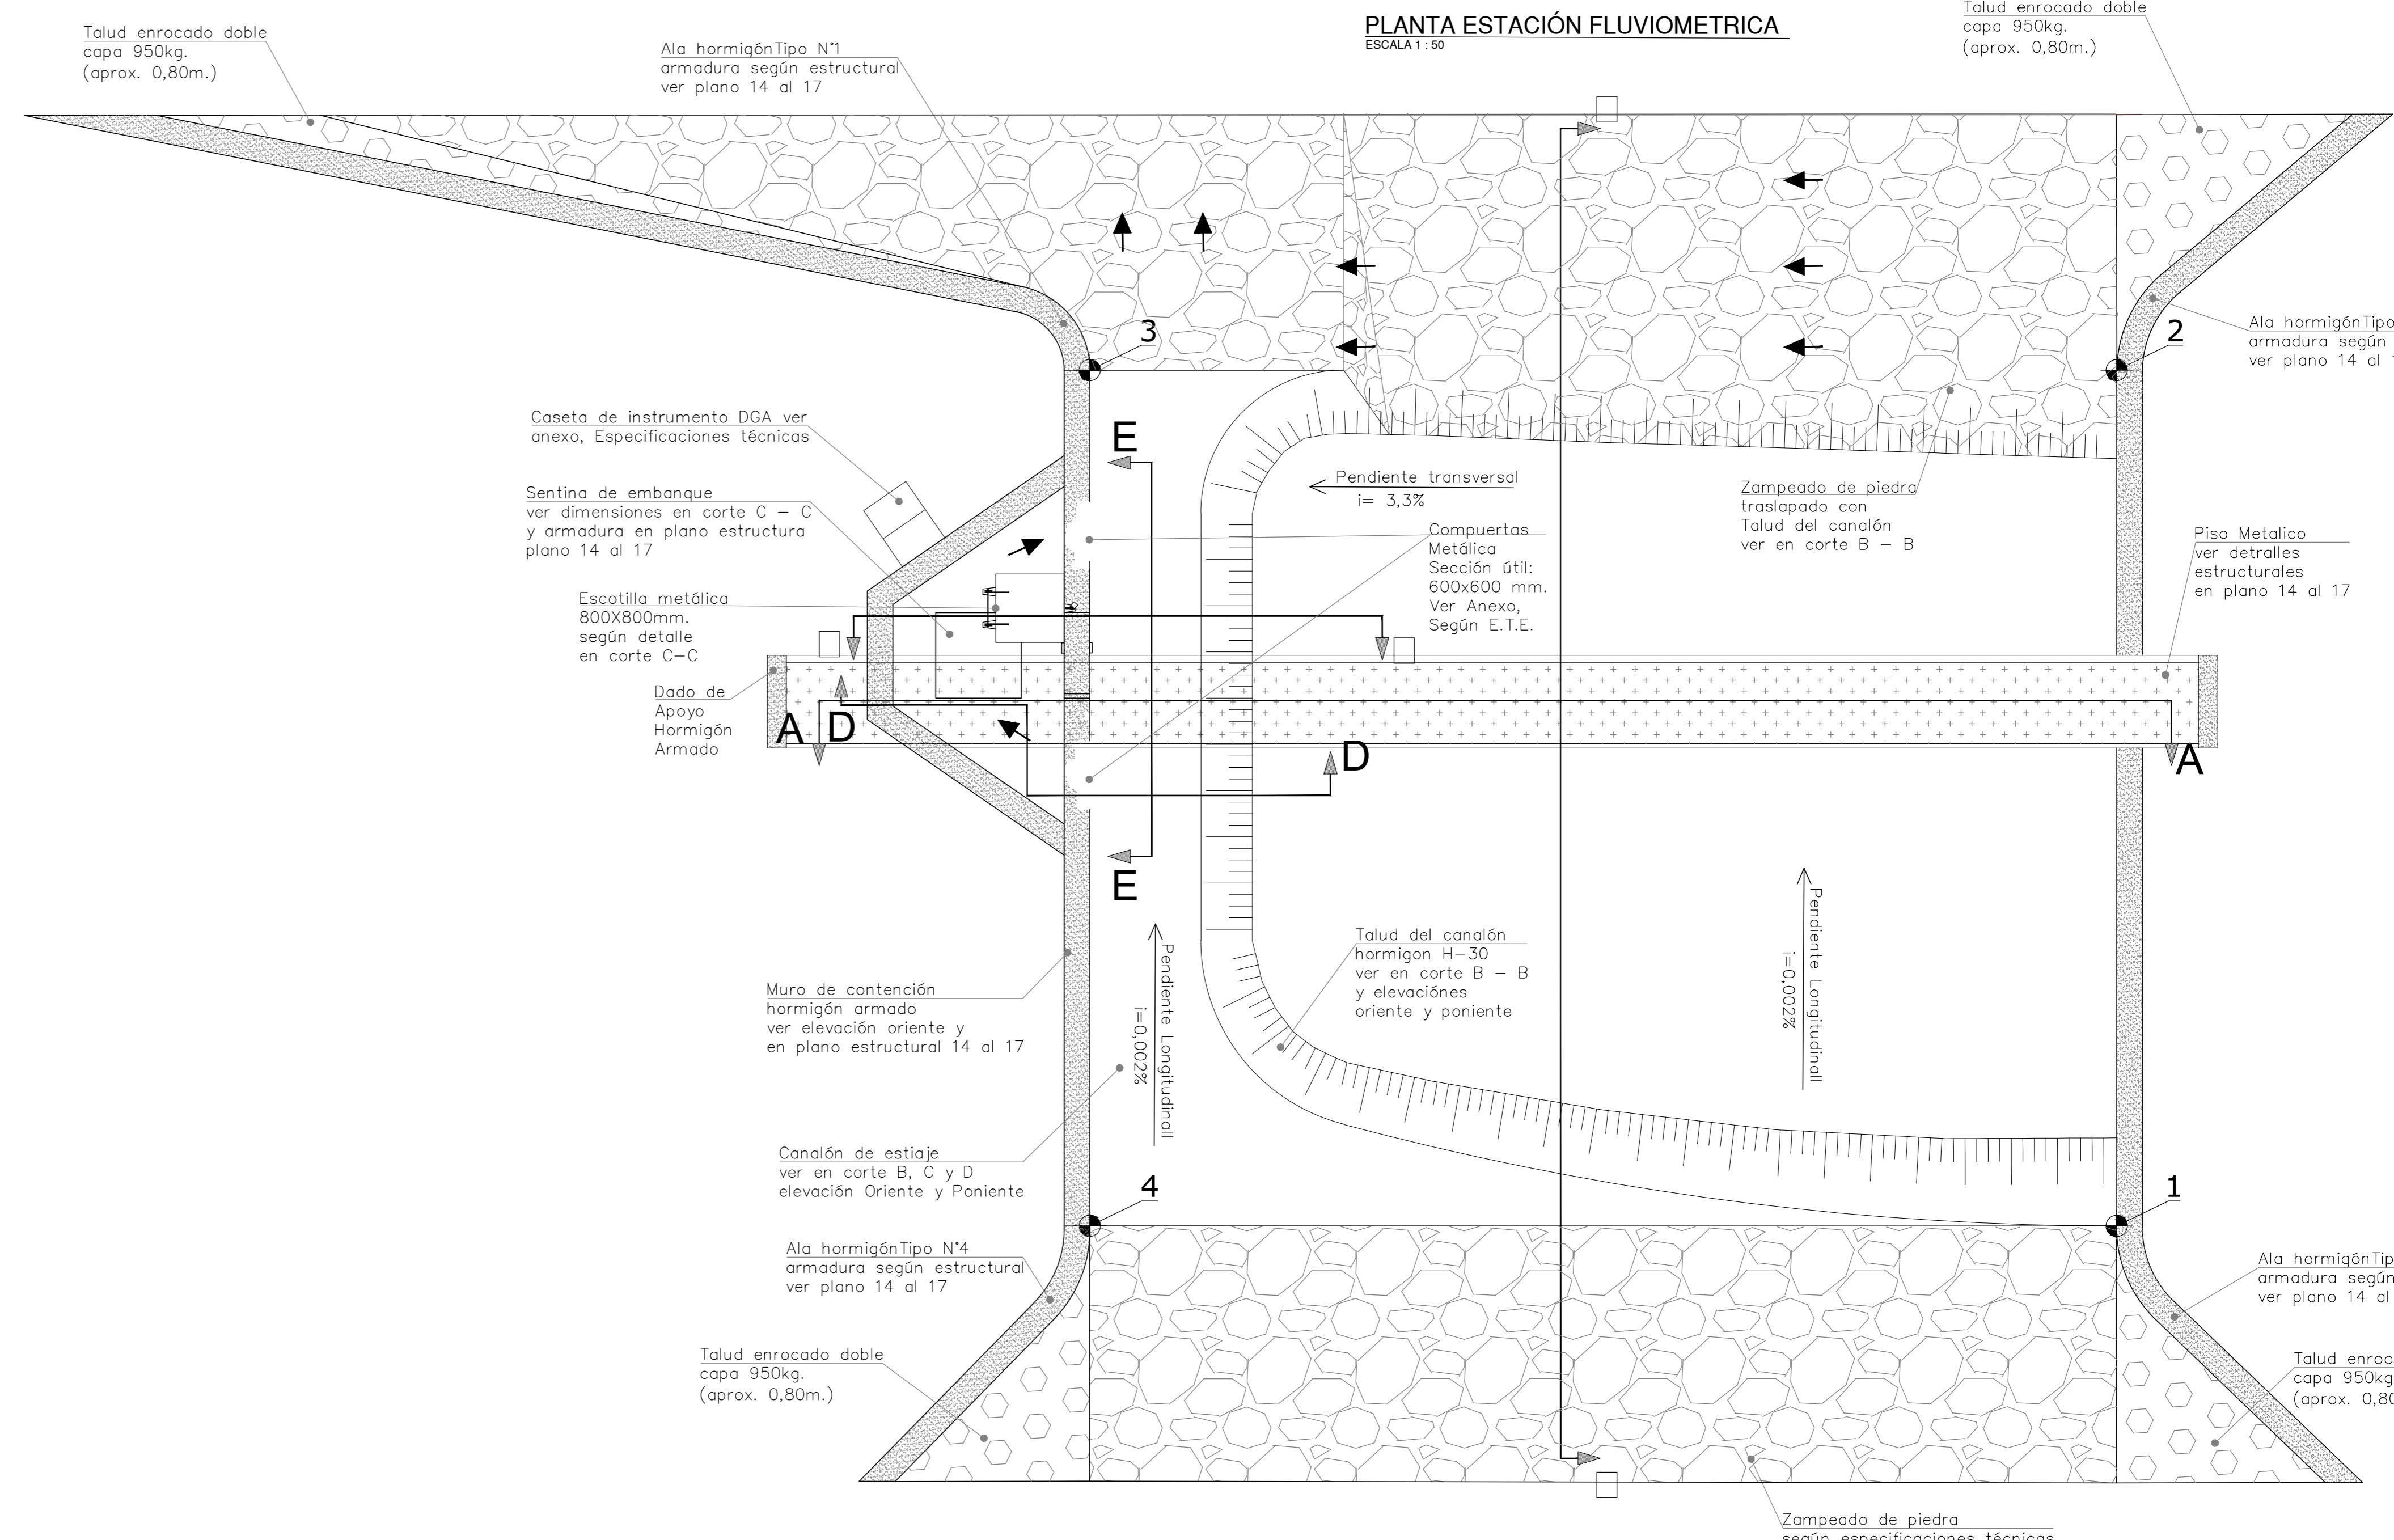 PLANTA ESTACIÓN FLUVIOMETRICA
ESCALA 1 : 50
Talud enrocado doble
capa 950kg.
(aprox. 0,80m.)
Ala hormigónTipo N°1
armadura según estructural
ver plano 14 al 17
Talud enrocado doble
capa 950kg.
(aprox. 0,80m.)
3
2
Ala hormigónTipo
armadura según
ver plano 14 al
Caseta de instrumento DGA ver
anexo, Especificaciones técnicas
E
Pendiente transversal
i= 3,3%
Sentina de embanque
ver dimensiones en corte C – C
y armadura en plano estructura
plano 14 al 17
Zampeado de piedra
traslapado con
Talud del canalón
ver en corte B – B
Compuertas
Metálica
Sección útil:
600x600 mm.
Ver Anexo,
Según E.T.E.
Piso Metalico
ver detralles
estructurales
en plano 14 al 17
Escotilla metálica
800X800mm.
según detalle
en corte C–C
Dado de
Apoyo
Hormigón
Armado
A
D
D
A
E
Pendiente Longitudinall
i=0,002%
Pendiente Longitudinall
i=0,002%
Talud del canalón
hormigon H–30
ver en corte B – B
y elevaciónes
oriente y poniente
Muro de contención
hormigón armado
ver elevación oriente y
en plano estructural 14 al 17
Canalón de estiaje
ver en corte B, C y D
elevación Oriente y Poniente
4
1
Ala hormigónTipo N°4
armadura según estructural
ver plano 14 al 17
Ala hormigónTip
armadura según
ver plano 14 al
Talud enrocado doble
capa 950kg.
(aprox. 0,80m.)
Talud enroc
capa 950kg
(aprox. 0,80
Zampeado de piedra
según especificaciones técnicas